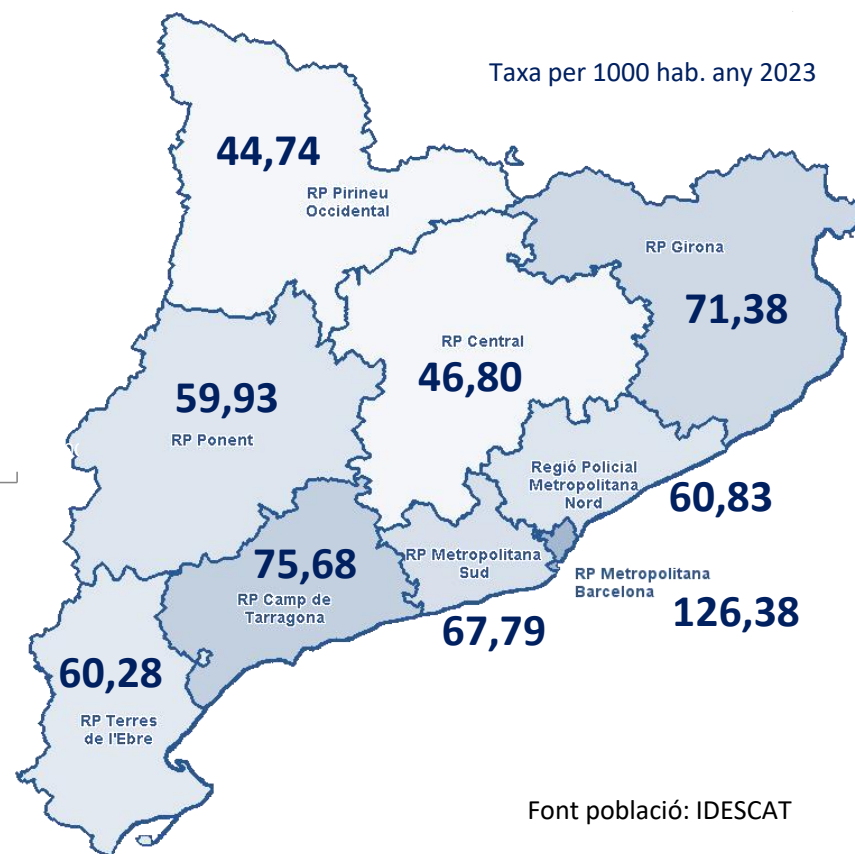 Taxa per 1000 hab. any 2023
44,74
RP Pirineu
Occidental
RP Girona
71,38
RP Central
46,80
59,93
RP Ponent
Regió Policial
Metropolitana
Nord
60,83
75,68
RP Camp de
Tarragona
RP Metropolitana
Sud
67,79
RP Metropolitana
Barcelona
126,38
60,28
RP Terres
de l'Ebre
Font població: IDESCAT